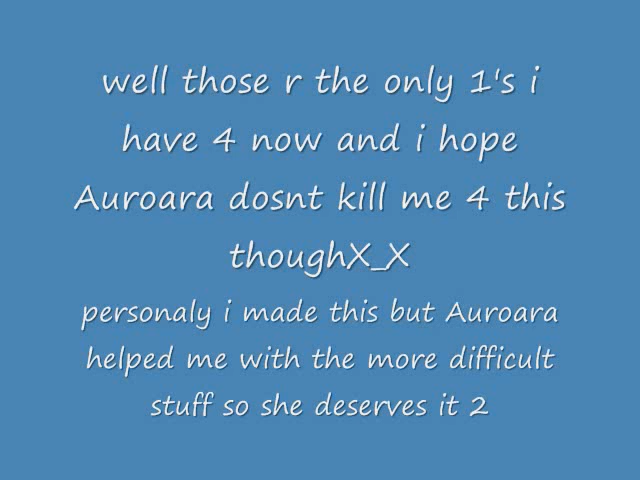 well those r the only 1's i
have 4 now and i hope
Auroara dosnt kill me 4 this
thoughX_X
personaly i made this but Auroara
helped me with the more difficult
stuff so she deserves it 2